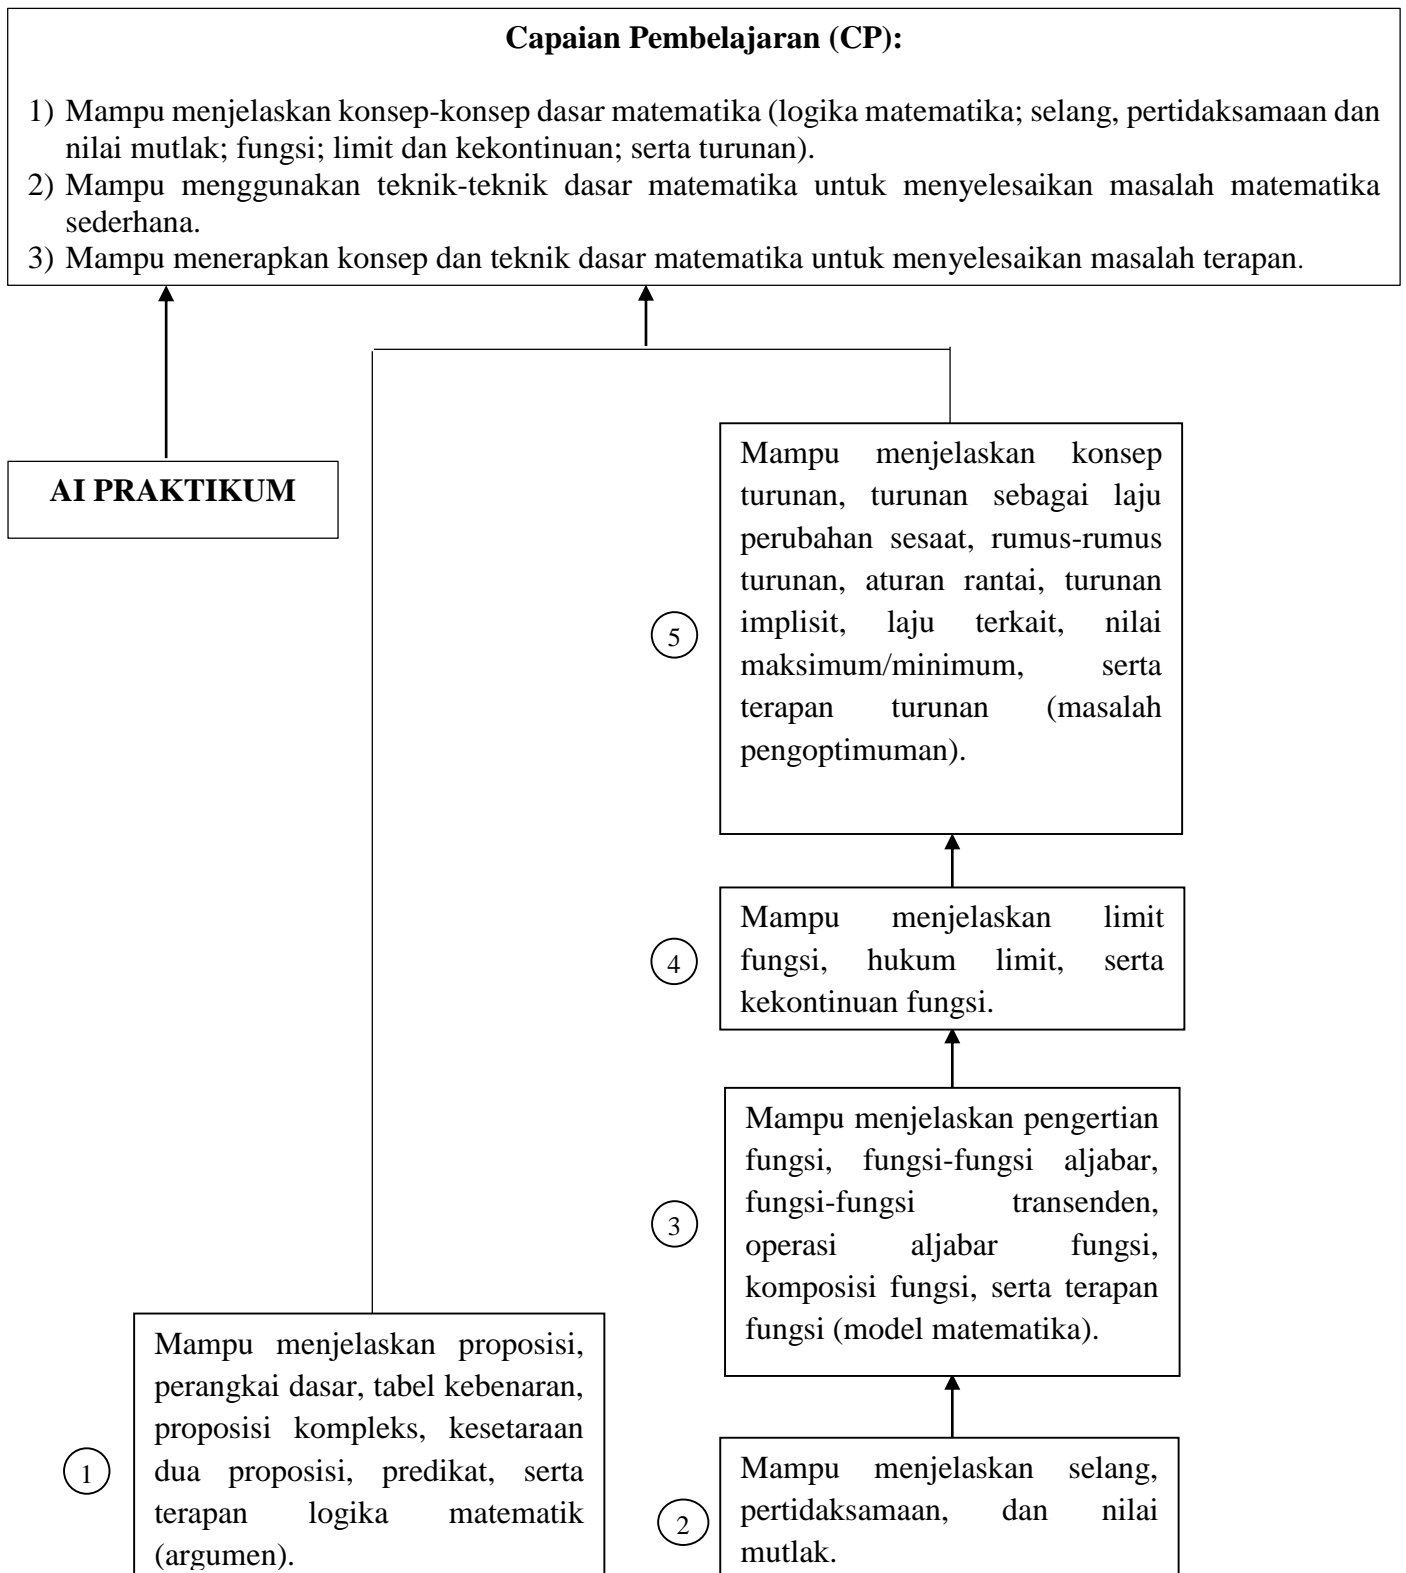 Capaian Pembelajaran (CP):
1) Mampu menjelaskan konsep-konsep dasar matematika (logika matematika; selang, pertidaksamaan dan
nilai mutlak; fungsi; limit dan kekontinuan; serta turunan).
2) Mampu menggunakan teknik-teknik dasar matematika untuk menyelesaikan masalah matematika
sederhana.
3) Mampu menerapkan konsep dan teknik dasar matematika untuk menyelesaikan masalah terapan.
AI PRAKTIKUM
Mampu menjelaskan konsep
turunan, turunan sebagai laju
perubahan sesaat, rumus-rumus
turunan, aturan rantai, turunan
implisit, laju terkait, nilai
maksimum/minimum, serta
terapan turunan (masalah
pengoptimuman).
5
Mampu menjelaskan limit
fungsi, hukum limit, serta
kekontinuan fungsi.
4
Mampu menjelaskan pengertian
fungsi, fungsi-fungsi aljabar,
fungsi-fungsi transenden,
operasi aljabar fungsi,
komposisi fungsi, serta terapan
fungsi (model matematika).
3
Mampu menjelaskan proposisi,
perangkai dasar, tabel kebenaran,
proposisi kompleks, kesetaraan
dua proposisi, predikat, serta
terapan logika matematik
(argumen).
1
Mampu menjelaskan selang,
pertidaksamaan, dan nilai
mutlak.
2